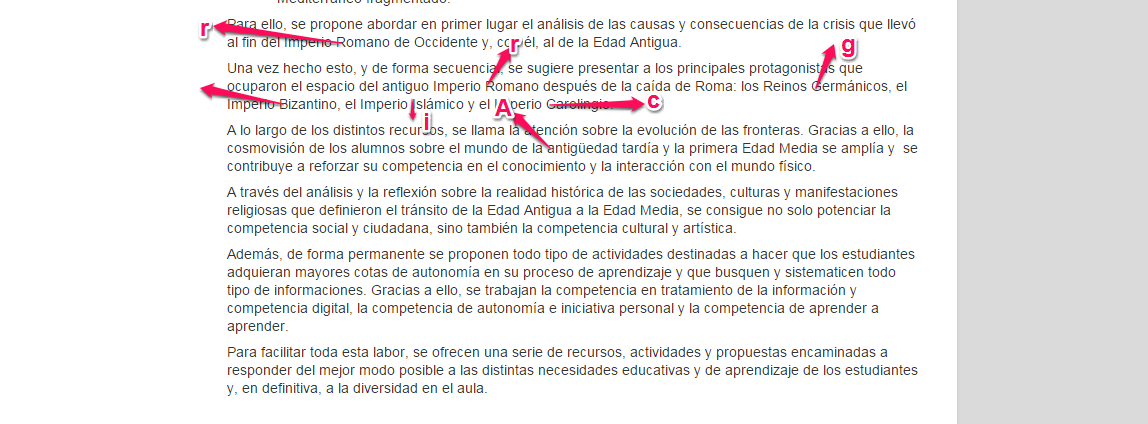 Mediterráneo fragmentado.
Para ello, se propone abordar en primer lugar el análisis de las causas y consecuencias de la crisis que llevó
r
al fin del Imperio Romano de Occidente y, con él, al de la Edad Antigua.
r
g
Una vez hecho esto, y de forma secuencial, se sugiere presentar a los principales protagonistas que
ocuparon el espacio del antiguo Imperio Romano después de la caída de Roma: los Reinos Germánicos, el
Imperio Bizantino, el Imperio Islámico y el Imperio Carolingio.
A
c
i
A lo largo de los distintos recursos, se llama la atención sobre la evolución de las fronteras. Gracias a ello, la
cosmovisión de los alumnos sobre el mundo de la antigüedad tardía y la primera Edad Media se amplía y se
contribuye a reforzar su competencia en el conocimiento y la interacción con el mundo físico.
A través del análisis y la reflexión sobre la realidad histórica de las sociedades, culturas y manifestaciones
religiosas que definieron el tránsito de la Edad Antigua a la Edad Media, se consigue no solo potenciar la
competencia social y ciudadana, sino también la competencia cultural y artística.
Además, de forma permanente se proponen todo tipo de actividades destinadas a hacer que los estudiantes
adquieran mayores cotas de autonomía en su proceso de aprendizaje y que busquen y sistematicen todo
tipo de informaciones. Gracias a ello, se trabajan la competencia en tratamiento de la información y
competencia digital, la competencia de autonomía e iniciativa personal y la competencia de aprender a
aprender.
Para facilitar toda esta labor, se ofrecen una serie de recursos, actividades y propuestas encaminadas a
responder del mejor modo posible a las distintas necesidades educativas y de aprendizaje de los estudiantes
y, en definitiva, a la diversidad en el aula.